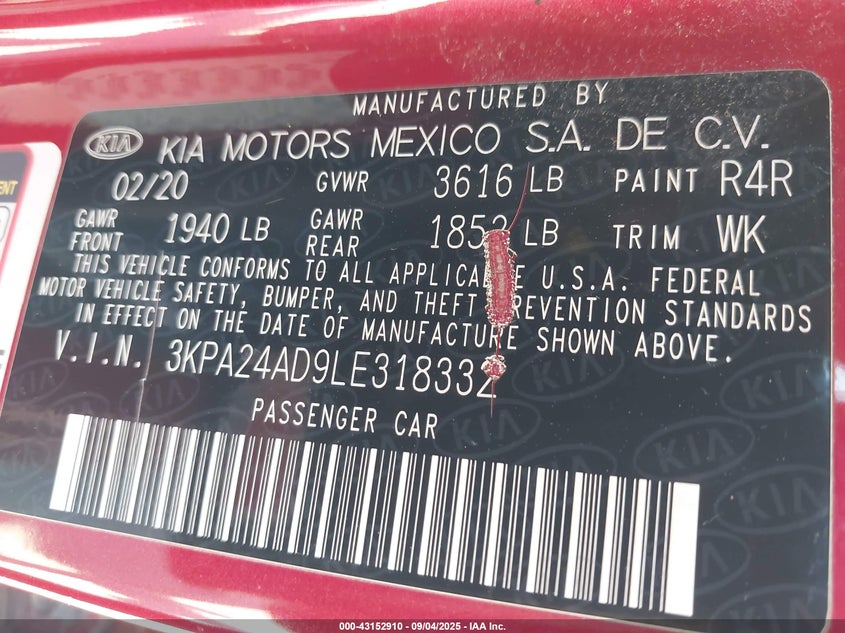 MANUFACTURED BY
KIA KIA MOTORS MEXICO S.A. DE C.V.
02/20 GVWR 3616 LB PAINT R4R
GAWR FRONT 1940 LB GAWR REAR LB TRIM WK
THIS VEHICLE CONFORMS TO ALL APPLICABLE U.S.A. FEDERAL
MOTOR VEHICLE SAFETY, BUMPER, AND THEFT PREVENTION STANDARDS
IN EFFECT ON THE DATE OF MANUFACTURE SHOWN ABOVE.
V.I.N. 3KPA24AD9LE318332
PASSENGER CAR
000-43152910 - 09/04/2025 - IAA Inc.